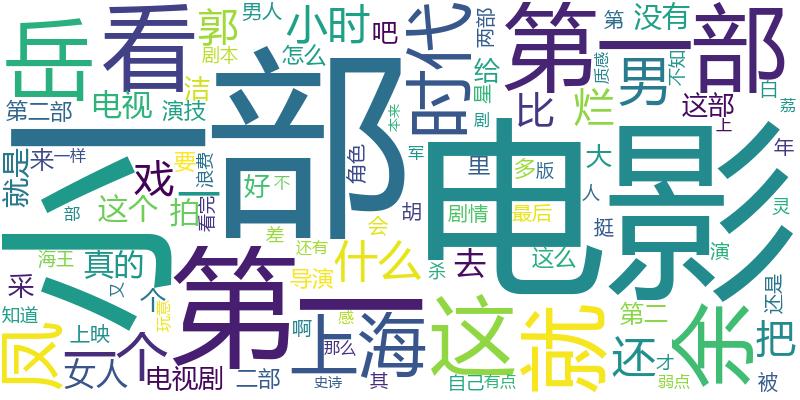 男人
岳
看
郭
剧本
小时
怎么
吧
时代
两部
第一部
第
没有
质感
不知
男
第二部
电视
洁
演技
一部
电影
星
给
剧
比
烂
这部
白
荔
上
就是
来
一样
戏
要
浪费
看完
角色
本来
军
里
多
版
大
人
年
小
部
这个
拍
好
不
会
胡
剧情
最后
挺
演
灵
海王
真的
又
个
差
还有
什么
导演
杀
去
这么
还是
采
知道
玩意
第一
上海
这
就
余
第二
把
凤
上映
一个
女人
电视剧
二部
啊
感
那么
史诗
其
自己
有点
还
才
弱点
被